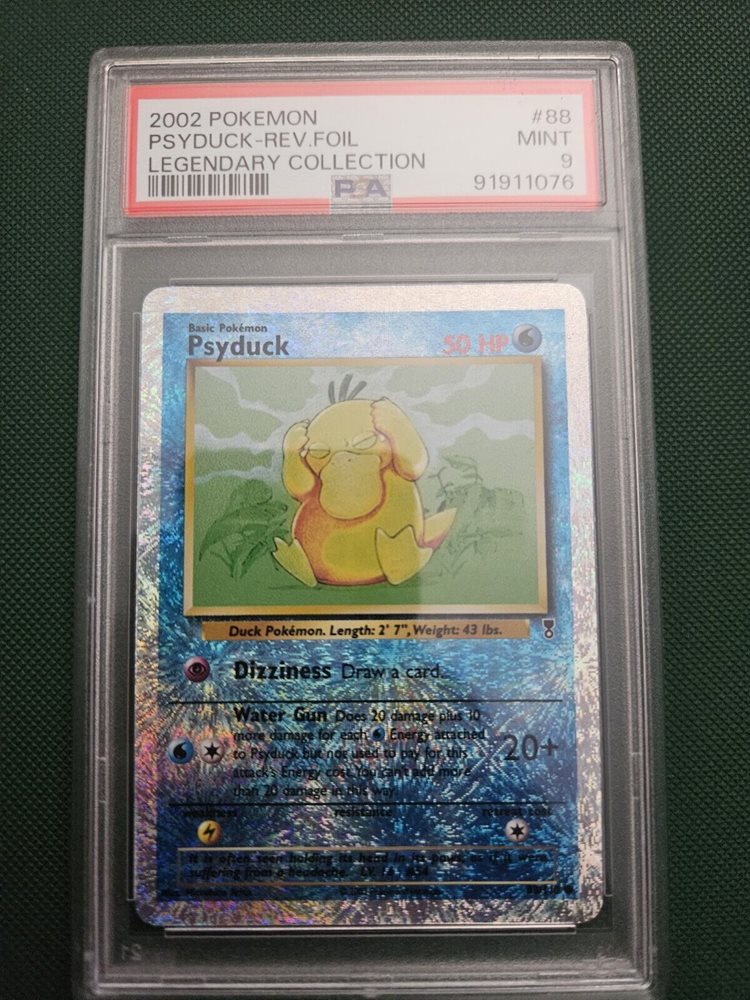 2002 POKEMON #88
PSYDUCK-REV.FOIL MINT
LEGENDARY COLLECTION 9
PSA 91911076
Basic Pokémon
Psyduck 50 HP
Duck Pokémon. Length: 2' 7", Weight: 43 lbs.
Dizziness Draw a card.
Water Gun Does 20 damage plus 10
more damage for each Energy attached
to Psyduck but not used to pay for this
attack's Energy cost. You can't add more
than 20 damage in this way.
20+
weakness resistance retreat cost
It is often seen holding its head in its paws, as if it were
suffering from a headache. LV. 16 #54